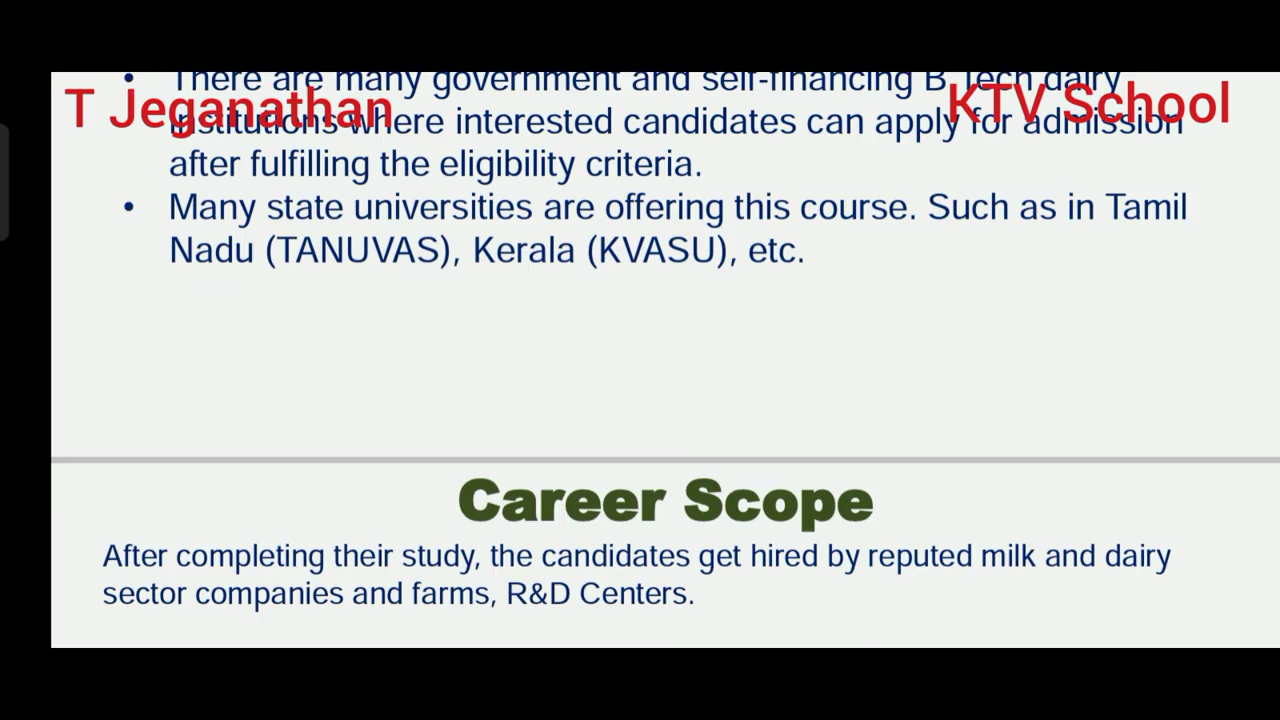 • There are many government and self-financing B Tech dairy
T Jeganathan
KTV School
institutions where interested candidates can apply for admission
after fulfilling the eligibility criteria.
• Many state universities are offering this course. Such as in Tamil
Nadu (TANUVAS), Kerala (KVASU), etc.
Career Scope
After completing their study, the candidates get hired by reputed milk and dairy
sector companies and farms, R&D Centers.